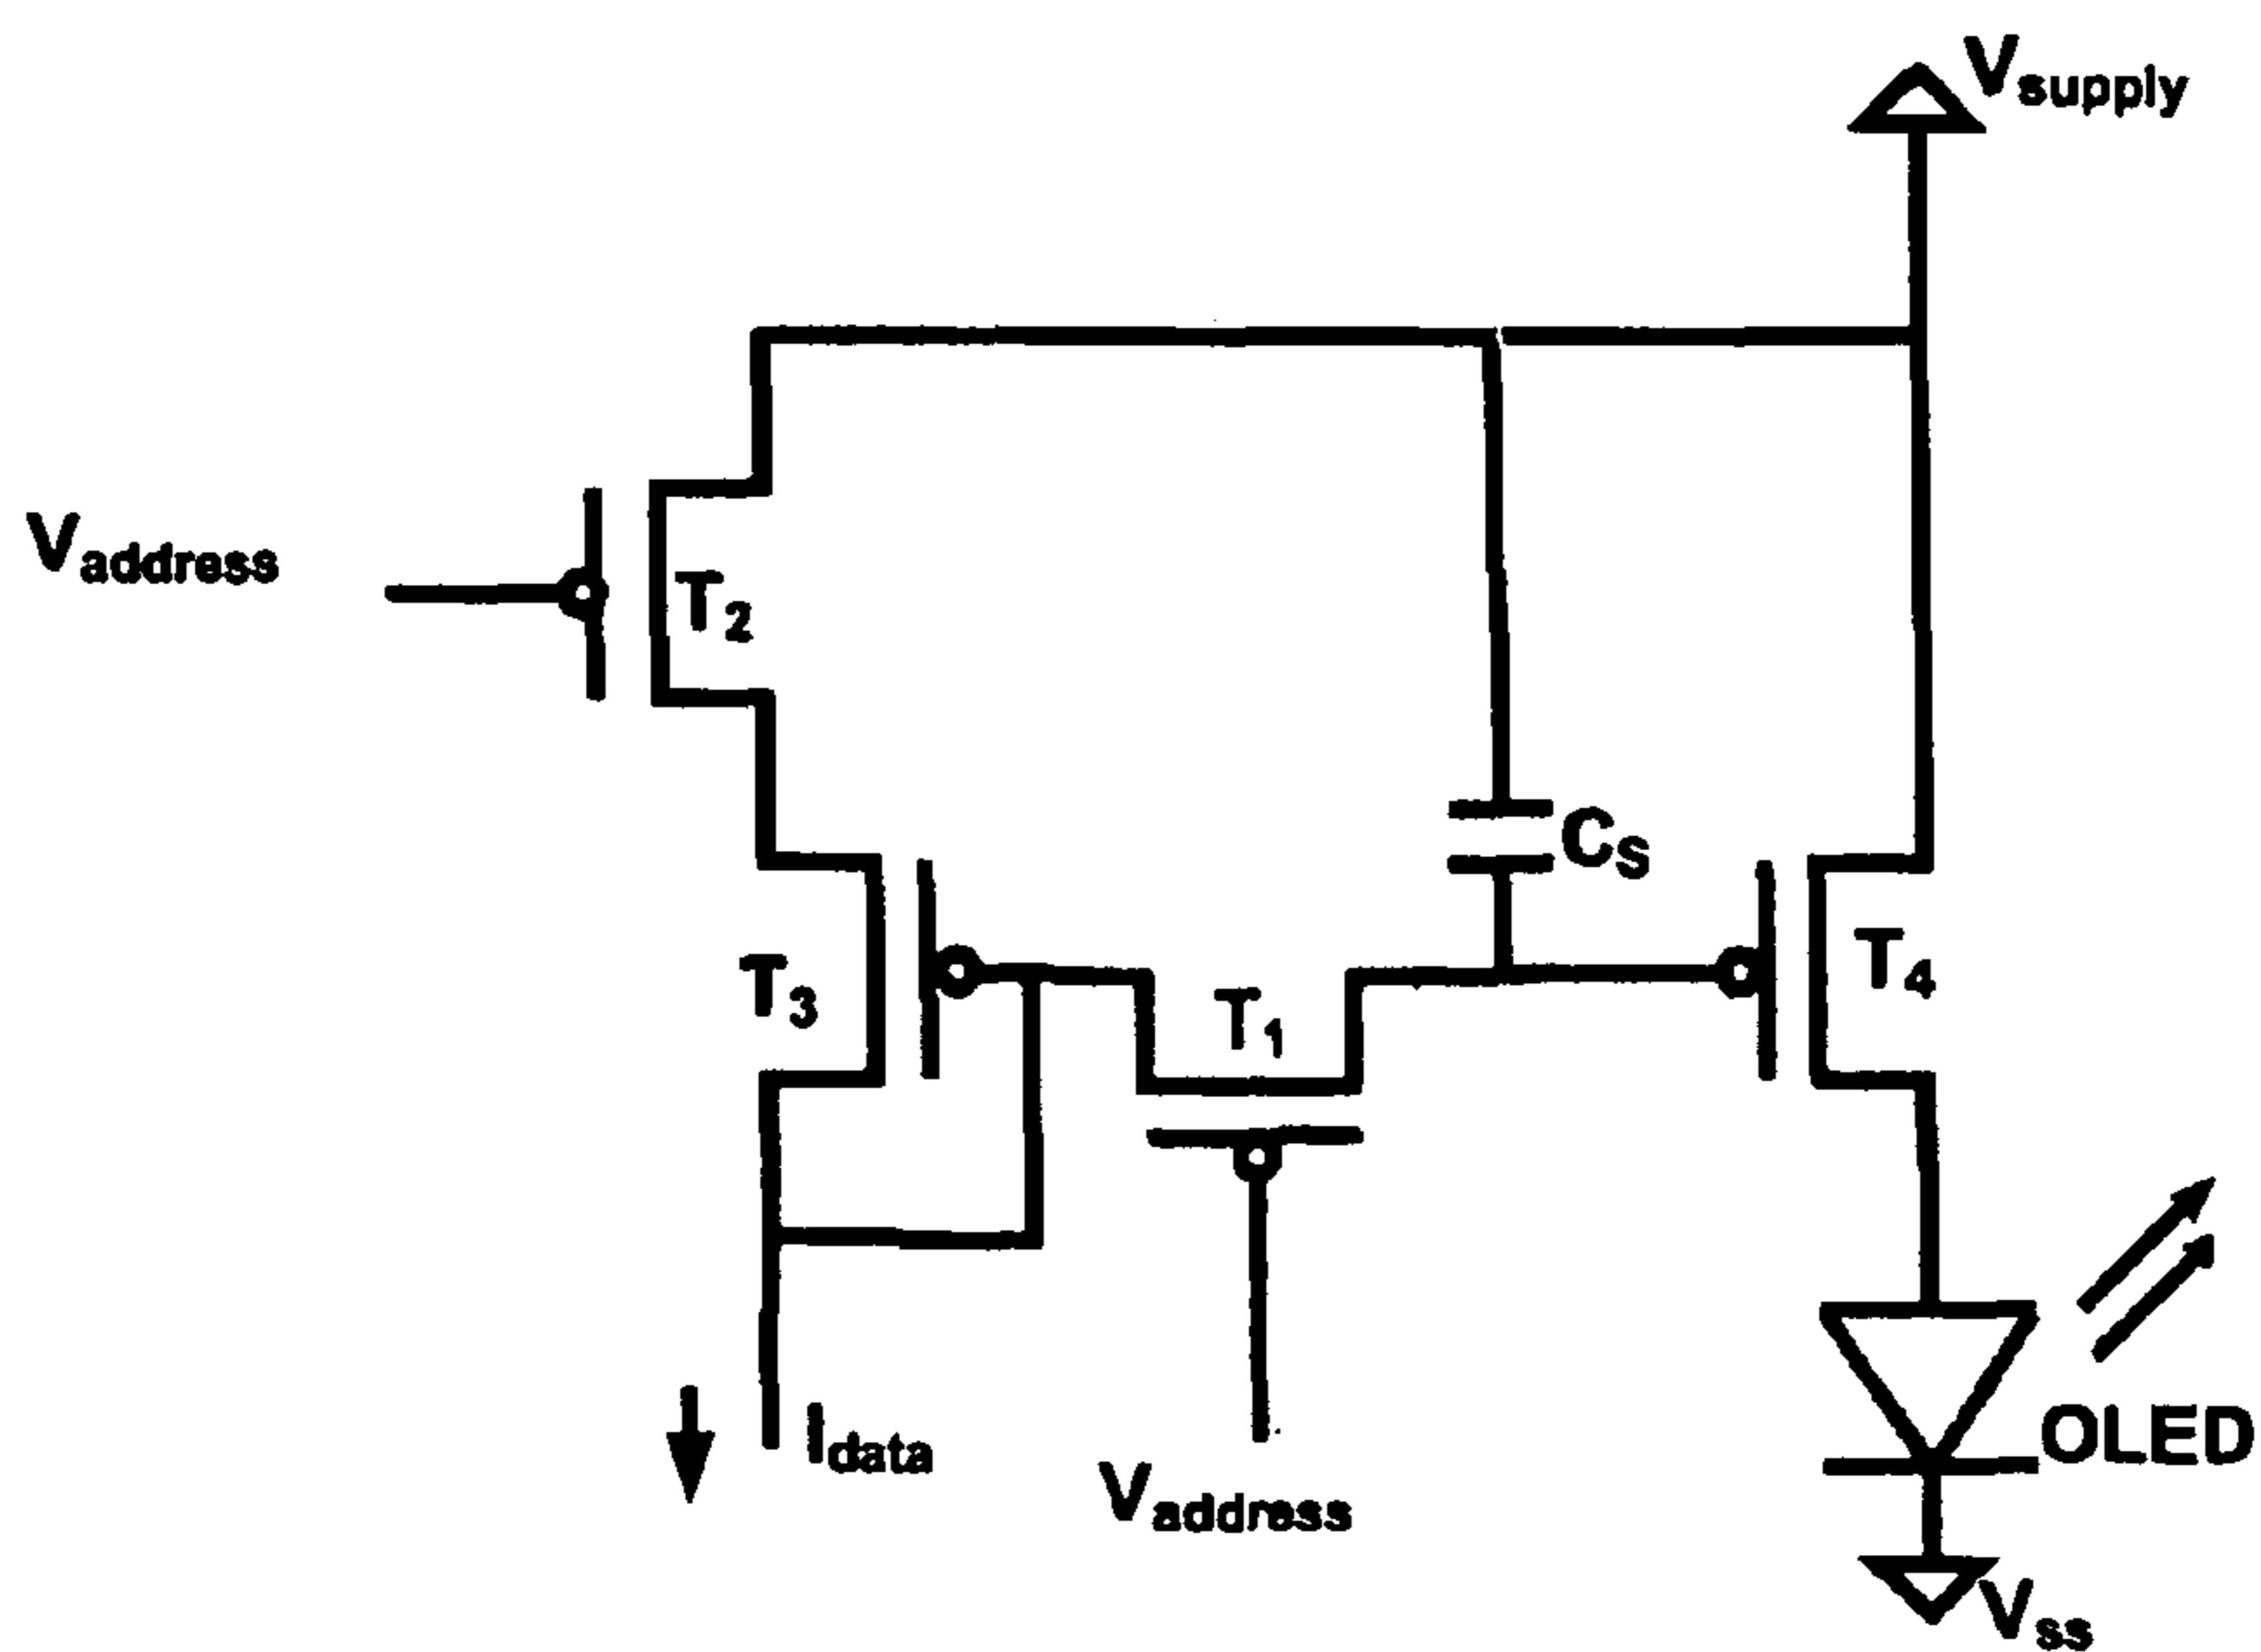 Vsupply
Vaddress
T2
CS
T4
T3
T1
Idata
OLED
Vaddress
Vss